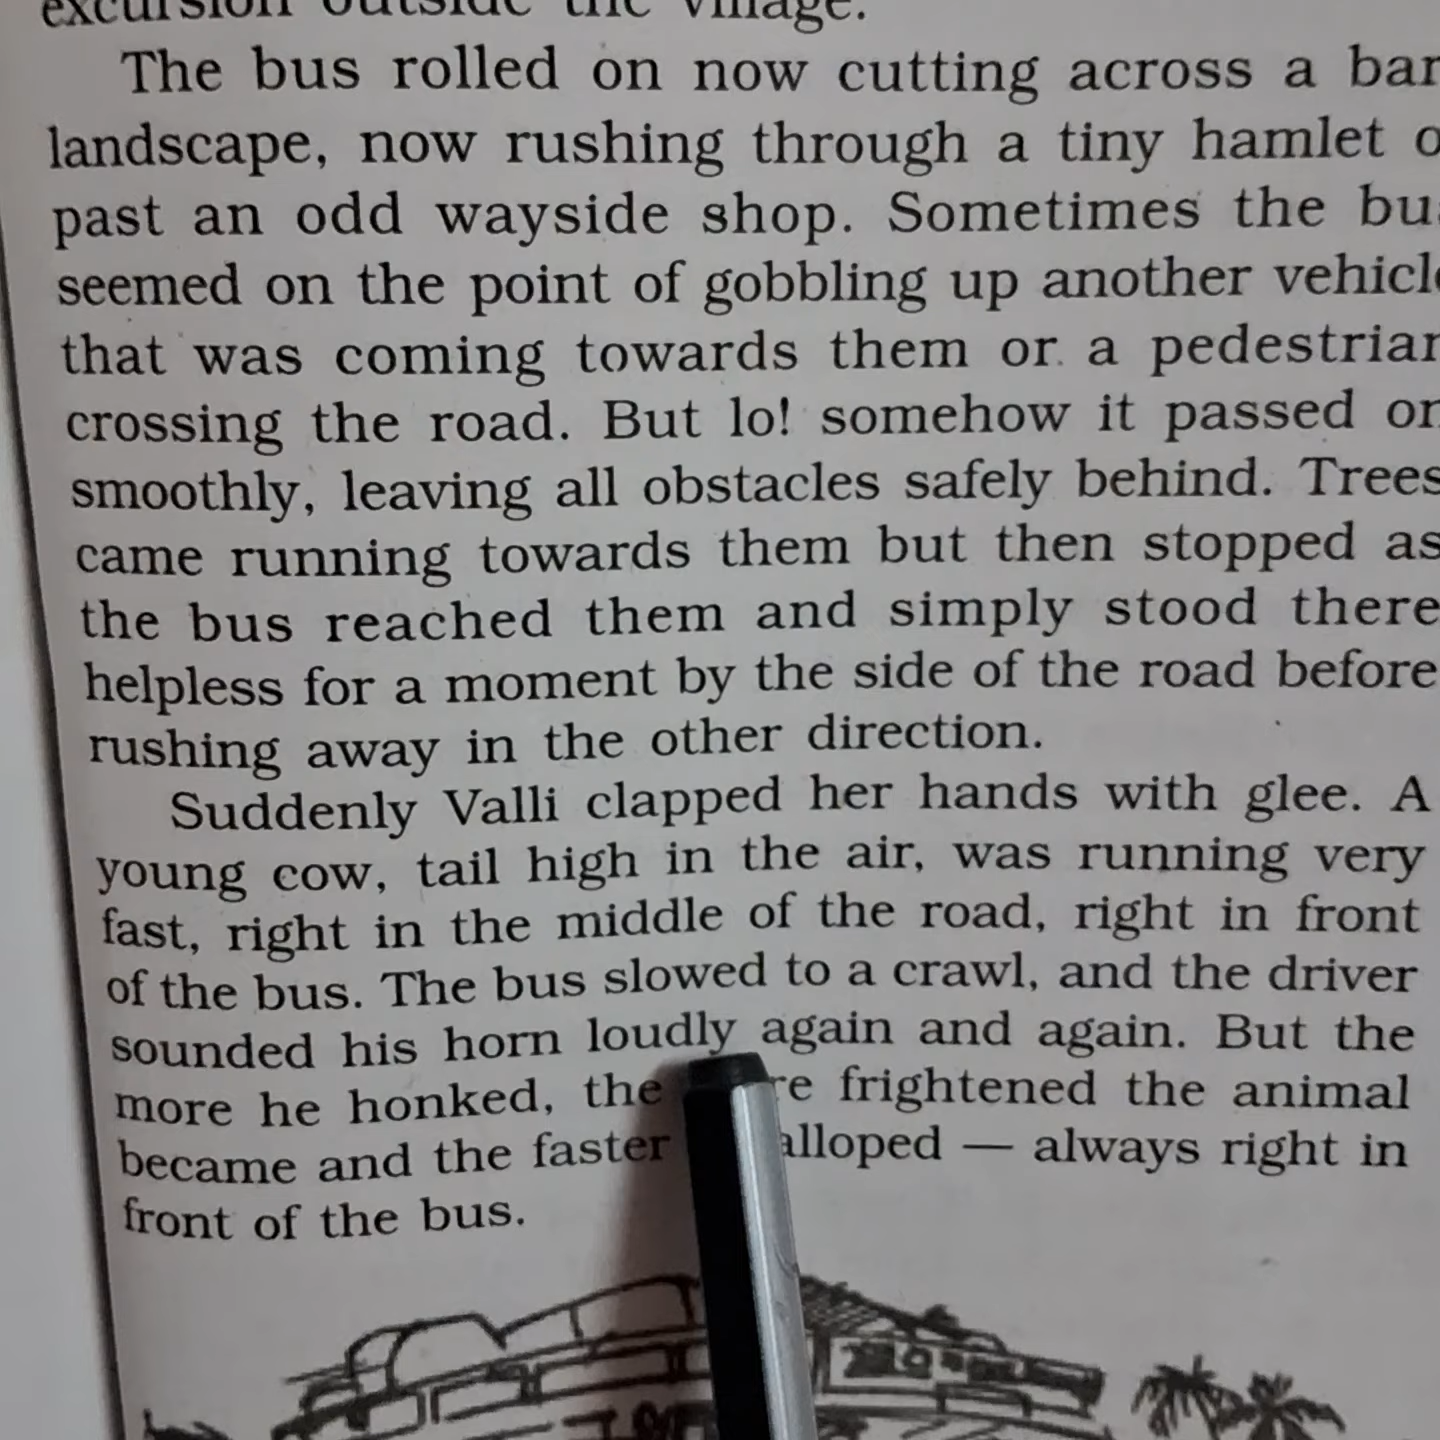 excursion outside the village.
The bus rolled on now cutting across a
landscape, now rushing through a tiny hamlet
past an odd wayside shop. Sometimes the
seemed on the point of gobbling up another
that was coming towards them or a
crossing the road. But lo! somehow it passed
smoothly, leaving all obstacles safely behind. Trees
came running towards them but then stopped as
the bus reached them and simply stood there
helpless for a moment by the side of the road before
rushing away in the other direction.
Suddenly Valli clapped her hands with glee. A
young cow, tail high in the air, was running very
fast, right in the middle of the road, right in front
of the bus. The bus slowed to a crawl, and the driver
sounded his horn loudly again and again. But the
more he honked, the frightened the animal
became and the faster — always right in
front of the bus.